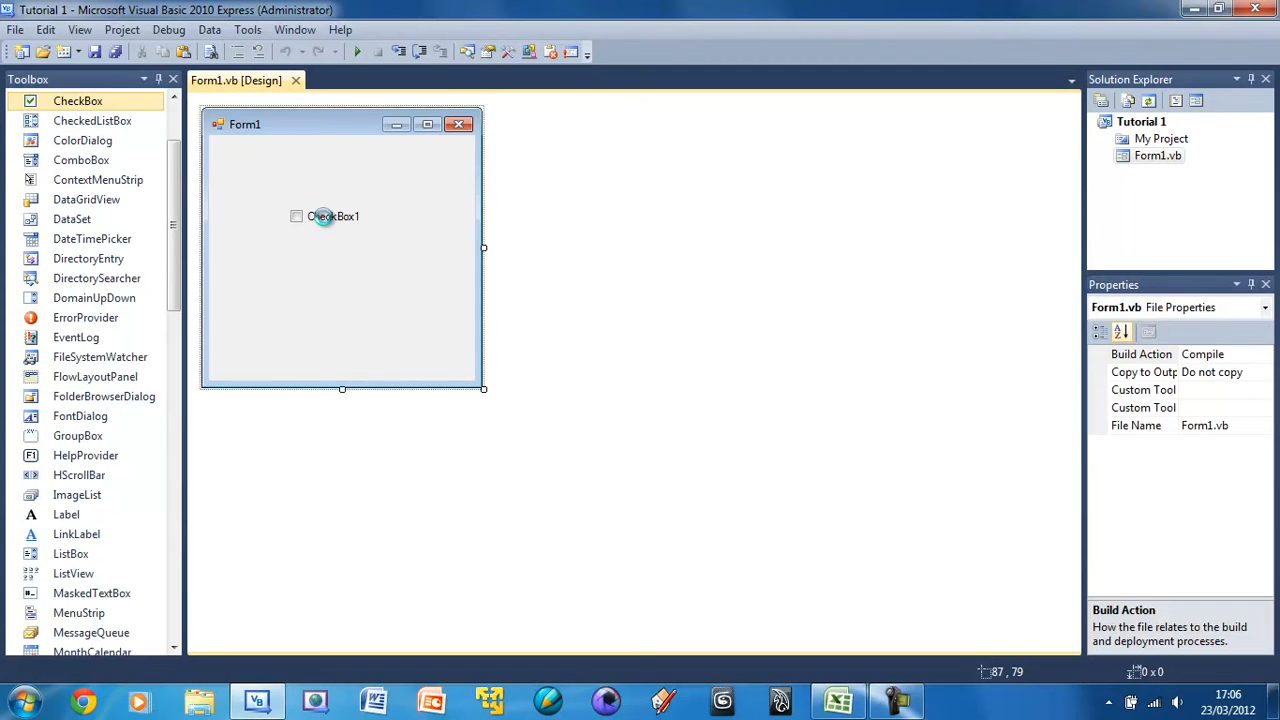 Tutorial 1 - Microsoft Visual Basic 2010 Express (Administrator)
File Edit View Project Debug Data Tools Window Help
Toolbox
CheckBox
CheckedListBox
ColorDialog
ComboBox
ContextMenuStrip
DataGridView
DataSet
DateTimePicker
DirectoryEntry
DirectorySearcher
DomainUpDown
ErrorProvider
EventLog
FileSystemWatcher
FlowLayoutPanel
FolderBrowserDialog
FontDialog
GroupBox
HelpProvider
HScrollBar
ImageList
Label
LinkLabel
ListBox
ListView
MaskedTextBox
MenuStrip
MessageQueue
MonthCalendar
Form1.vb [Design]
Form1
CheckBox1
Solution Explorer
Tutorial 1
My Project
Form1.vb
Properties
Form1.vb File Properties
Build Action Compile
Copy to Outp Do not copy
Custom Tool
Custom Tool
File Name Form1.vb
Build Action
How the file relates to the build
and deployment processes.
87 , 79 0 x 0
17:06
23/03/2012